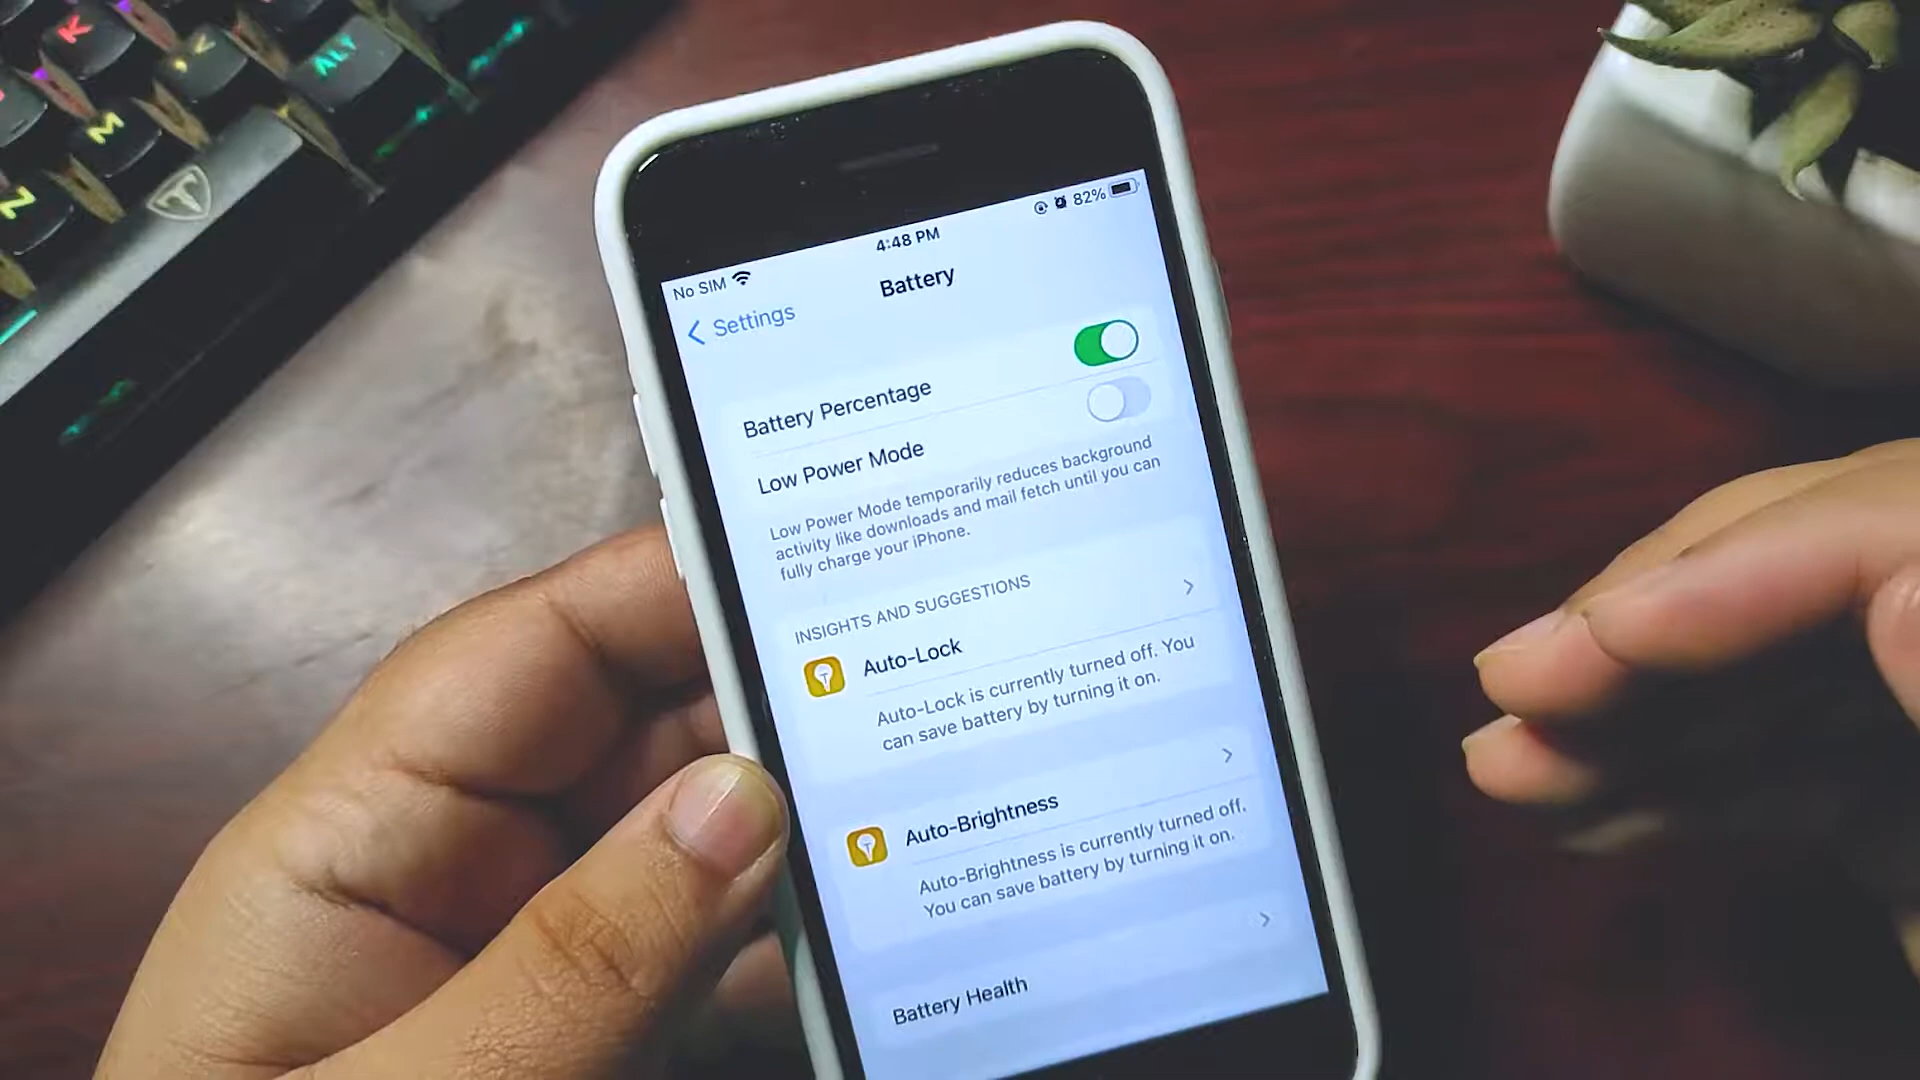 K
V
ALT
M
Z
No SIM
4:48 PM
82%
Settings
Battery
Battery Percentage
Low Power Mode
Low Power Mode temporarily reduces background
activity like downloads and mail fetch until you can
fully charge your iPhone.
INSIGHTS AND SUGGESTIONS
Auto-Lock
Auto-Lock is currently turned off. You
can save battery by turning it on.
Auto-Brightness
Auto-Brightness is currently turned off.
You can save battery by turning it on.
Battery Health